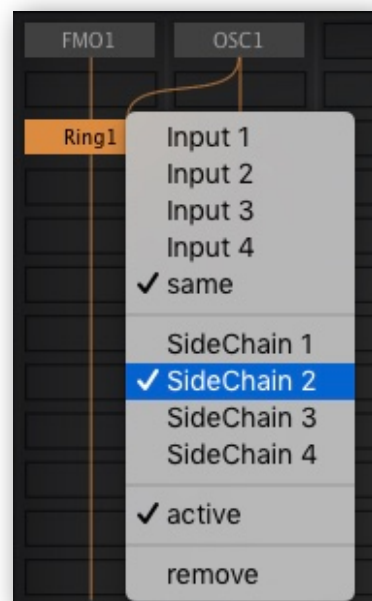 FMO1 OSC1
Ring1
Input 1
Input 2
Input 3
Input 4
✓ same
SideChain 1
✓ SideChain 2
SideChain 3
SideChain 4
✓ active
remove